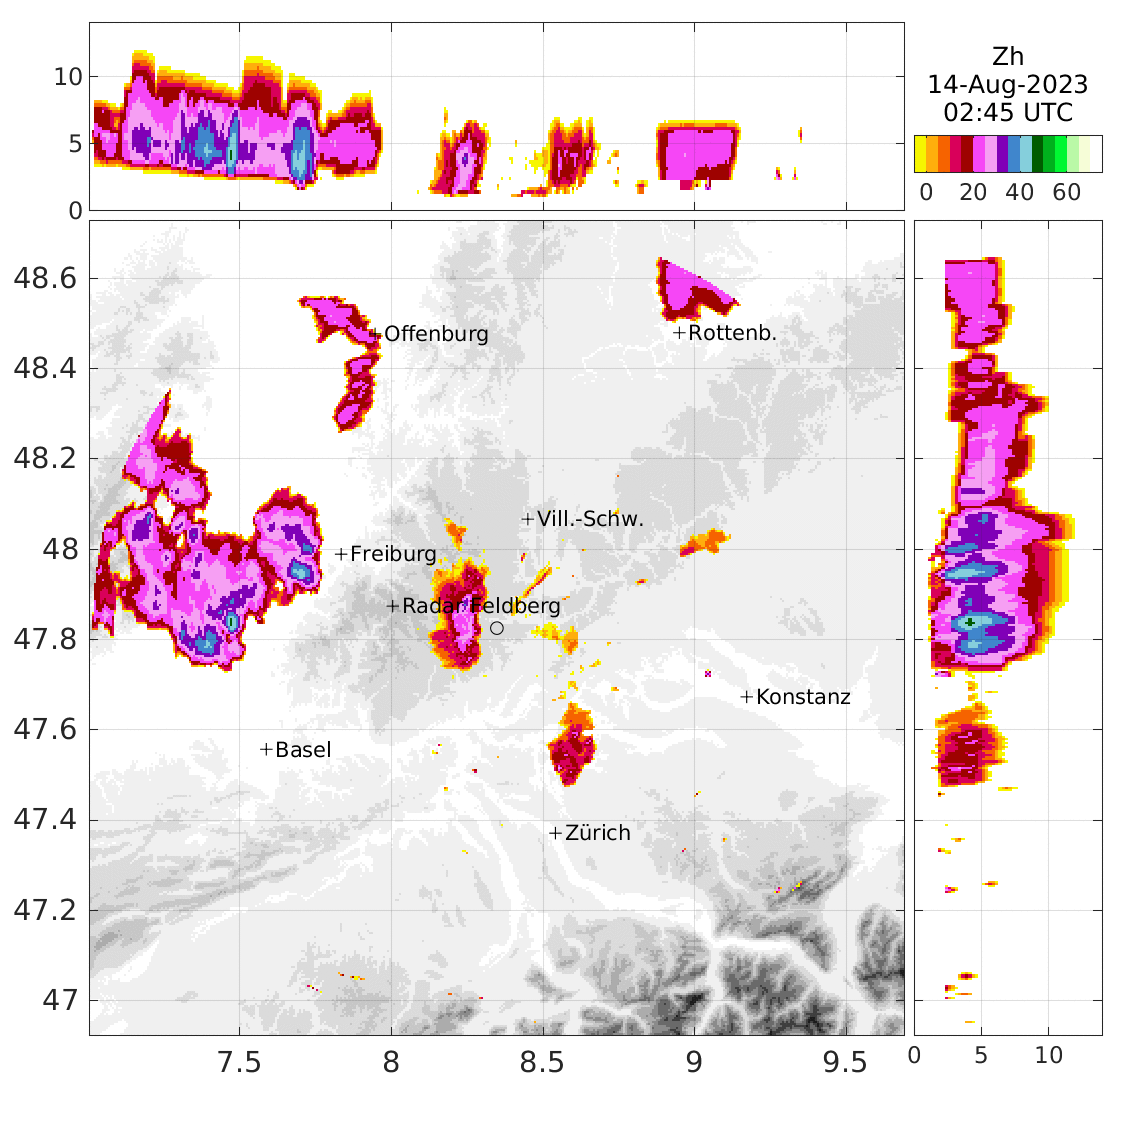 Zh
14-Aug-2023
02:45 UTC
0 20 40 60
10
5
0
48.6
48.4
48.2
48
47.8
47.6
47.4
47.2
47
Offenburg
Rottenb.
Vill.-Schw.
Freiburg
Radar Feldberg
Konstanz
Basel
Zürich
7.5 8 8.5 9 9.5
0 5 10